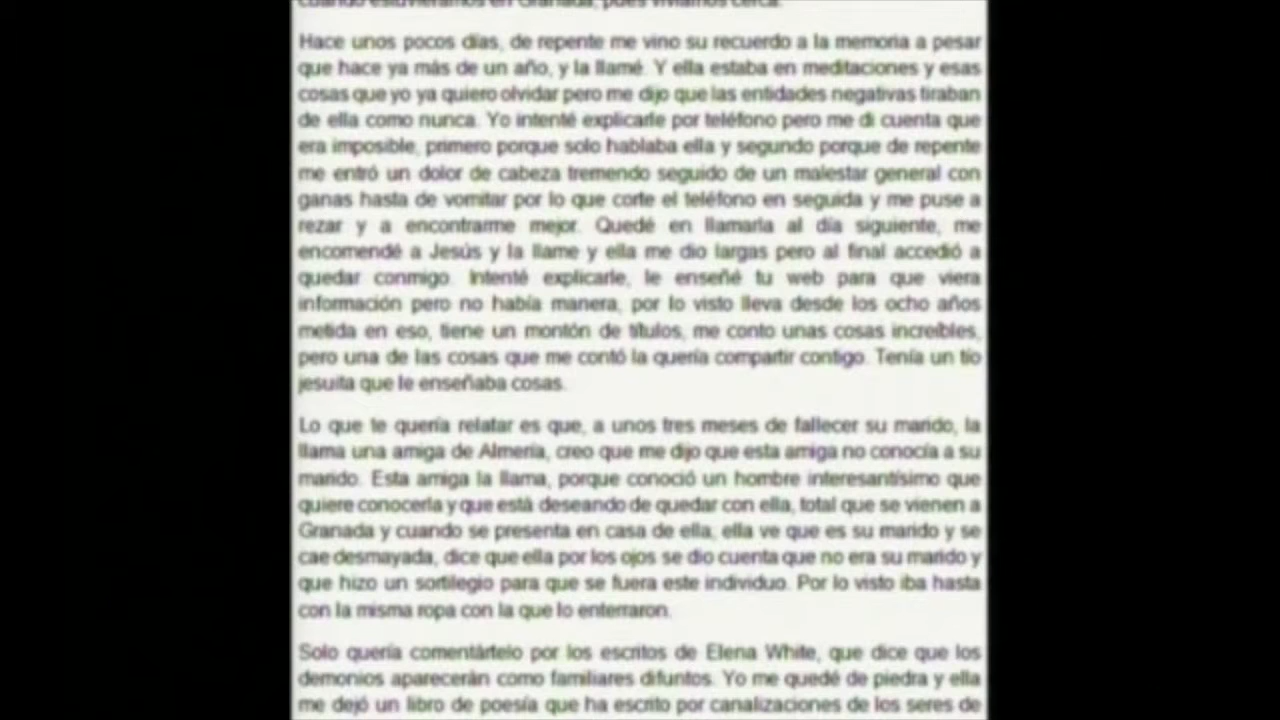 cuando estuviéramos en Granada, pues vivíamos cerca.
Hace unos pocos días, de repente me vino su recuerdo a la memoria a pesar
que hace ya más de un año, y la llamé. Y ella estaba en meditaciones y esas
cosas que yo ya quiero olvidar pero me dijo que las entidades negativas tiraban
de ella como nunca. Yo intenté explicarle por teléfono pero me di cuenta que
era imposible, primero porque solo hablaba ella y segundo porque de repente
me entró un dolor de cabeza tremendo seguido de un malestar general con
ganas hasta de vomitar por lo que corte el teléfono en seguida y me puse a
rezar y a encontrarme mejor. Quedé en llamarla al día siguiente, me
encomendé a Jesús y la llame y ella me dio largas pero al final accedió a
quedar conmigo. Intenté explicarle, le enseñé tu web para que viera
información pero no había manera, por lo visto lleva desde los ocho años
metida en eso, tiene un montón de títulos, me conto unas cosas increíbles,
pero una de las cosas que me contó la quería compartir contigo. Tenía un tío
jesuita que le enseñaba cosas.
Lo que te quería relatar es que, a unos tres meses de fallecer su marido, la
llama una amiga de Almería, creo que me dijo que esta amiga no conocía a su
marido. Esta amiga la llama, porque conoció un hombre interesantísimo que
quiere conocerla y que està deseando de quedar con ella, total que se vienen a
Granada y cuando se presenta en casa de ella, ella ve que es su marido y se
cae desmayada, dice que ella por los ojos se dio cuenta que no era su marido y
que hizo un sortilegio para que se fuera este individuo. Por lo visto iba hasta
con la misma ropa con la que lo enterraron.
Solo quería comentártelo por los escritos de Elena White, que dice que los
demonios aparecerán como familiares difuntos. Yo me quedé de piedra y ella
me dejó un libro de poesía que ha escrito por canalizaciones de los seres de